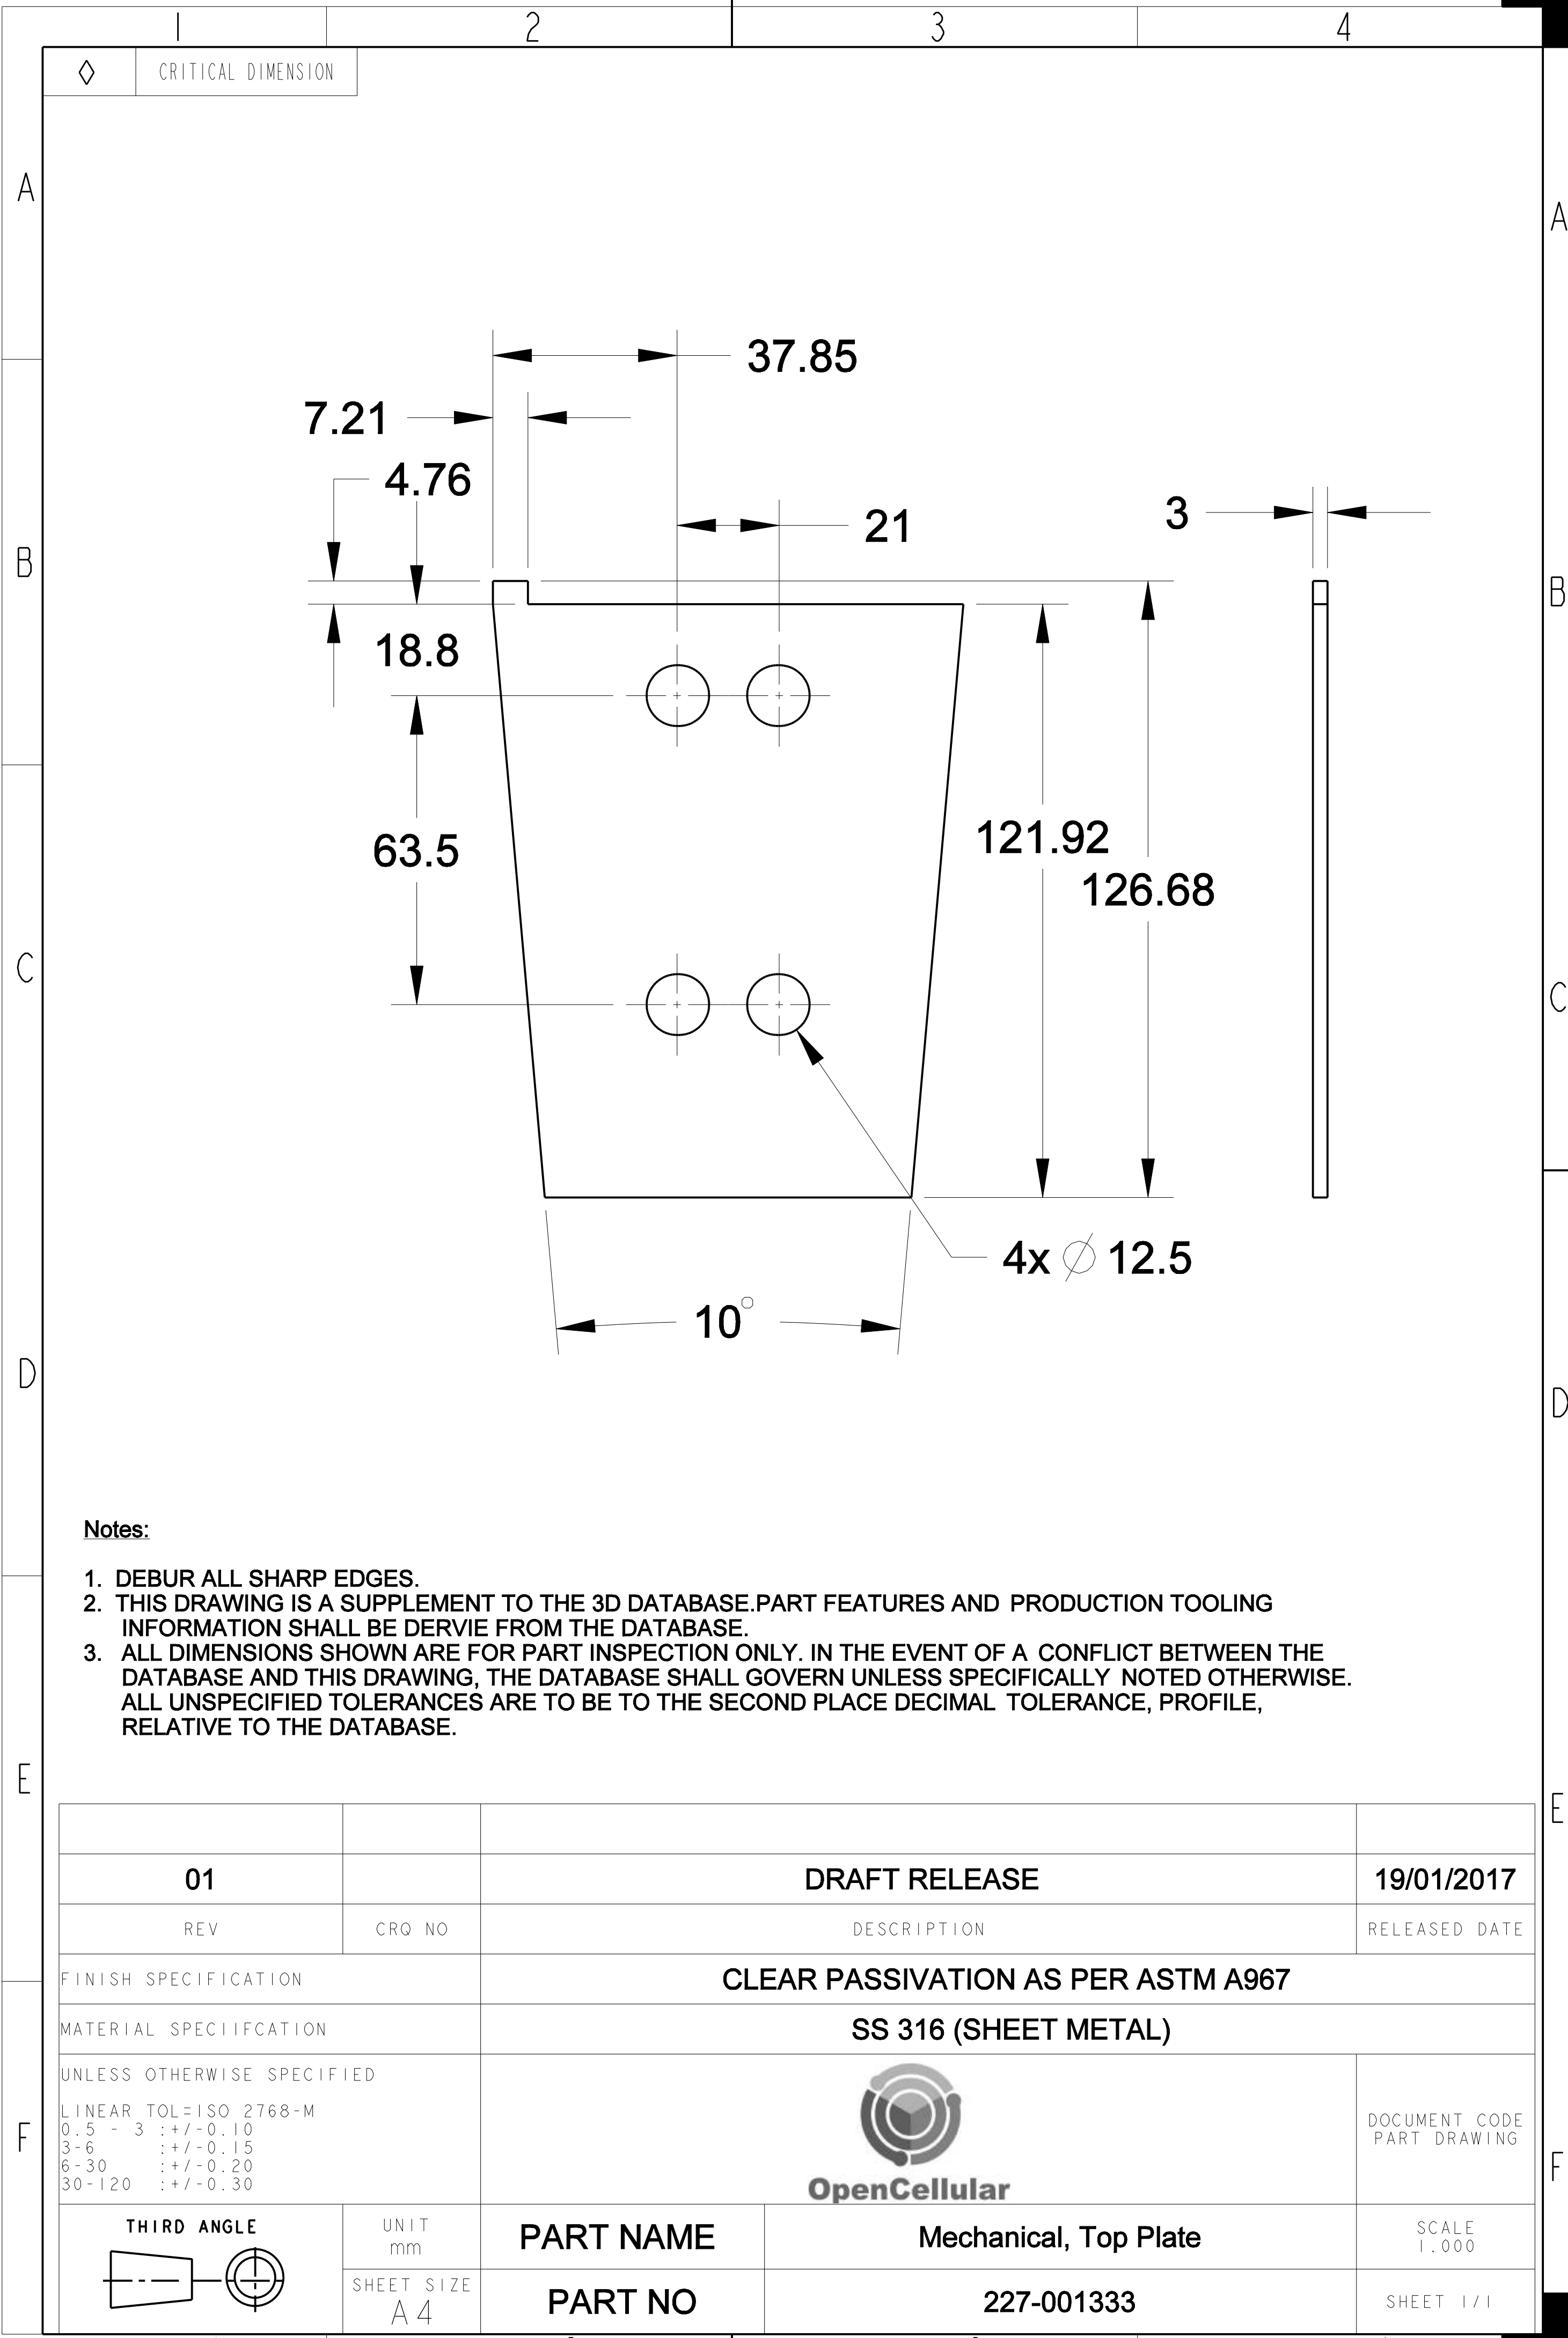 1 2 3 4
◊ CRITICAL DIMENSION
A A
37.85
7.21
4.76
21 3
B B
18.8
63.5
121.92
126.68
C C
4x ∅ 12.5
10°
D D
Notes:
1. DEBUR ALL SHARP EDGES.
2. THIS DRAWING IS A SUPPLEMENT TO THE 3D DATABASE.PART FEATURES AND PRODUCTION TOOLING
INFORMATION SHALL BE DERVIE FROM THE DATABASE.
3. ALL DIMENSIONS SHOWN ARE FOR PART INSPECTION ONLY. IN THE EVENT OF A CONFLICT BETWEEN THE
DATABASE AND THIS DRAWING, THE DATABASE SHALL GOVERN UNLESS SPECIFICALLY NOTED OTHERWISE.
ALL UNSPECIFIED TOLERANCES ARE TO BE TO THE SECOND PLACE DECIMAL TOLERANCE, PROFILE,
RELATIVE TO THE DATABASE.
E E
01 DRAFT RELEASE 19/01/2017
REV CRQ NO DESCRIPTION RELEASED DATE
FINISH SPECIFICATION CLEAR PASSIVATION AS PER ASTM A967
MATERIAL SPECIIFCATION SS 316 (SHEET METAL)
UNLESS OTHERWISE SPECIFIED
LINEAR TOL=ISO 2768-M
0.5 - 3 :+/-0.10
3-6 :+/-0.15
6-30 :+/-0.20
30-120 :+/-0.30
F F
OpenCellular
DOCUMENT CODE
PART DRAWING
THIRD ANGLE
UNIT
mm
PART NAME Mechanical, Top Plate
SCALE
1.000
SHEET SIZE
A4
PART NO 227-001333
SHEET 1/1